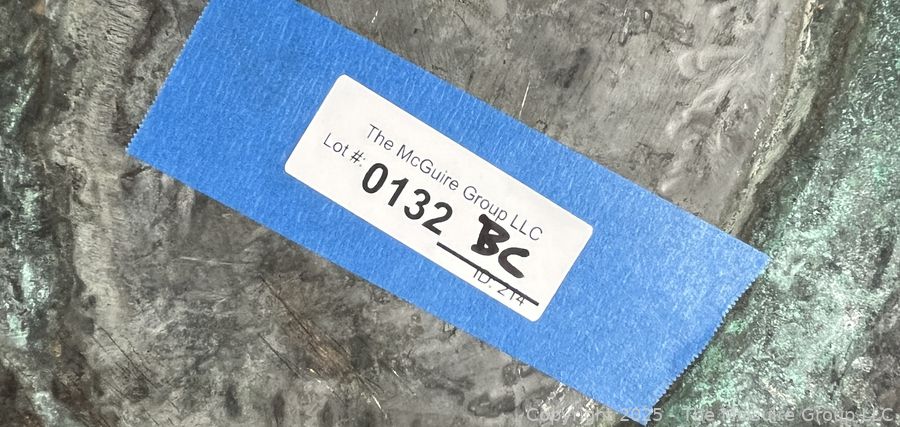 The McGuire Group LLC
Lot #: 0132 BC
ID: 214
Copyright 2025 - The McGuire Group LLC